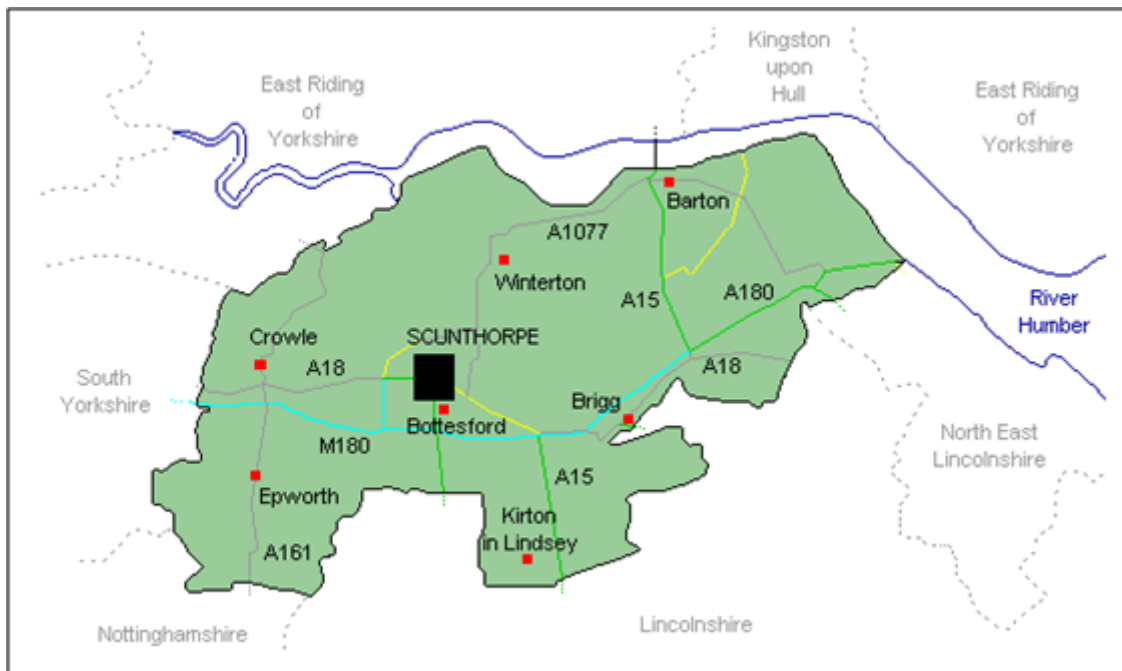 Kingston
upon
Hull
East Riding
of
Yorkshire
East Riding
of
Yorkshire
Barton
A1077
Winterton
A15
A180
River
Humber
Crowle
SCUNTHORPE
A18
A18
South
Yorkshire
Brigg
Bottesford
M180
North East
Lincolnshire
A15
Epworth
Kirton
in Lindsey
A161
Nottinghamshire
Lincolnshire